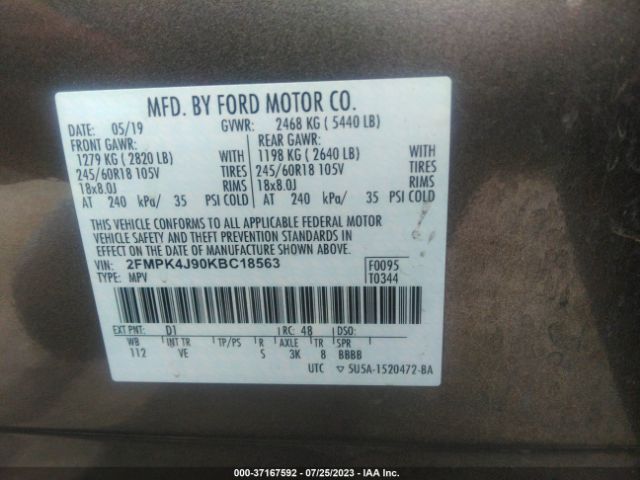 MFD. BY FORD MOTOR CO.
DATE: 05/19 GVWR: 2468 KG ( 5440 LB)
FRONT GAWR: REAR GAWR:
1279 KG ( 2820 LB) WITH 1198 KG ( 2640 LB) WITH
245/60R18 105V TIRES 245/60R18 105V TIRES
18x8.0J RIMS 18x8.0J RIMS
AT 240 kPa/ 35 PSI COLD AT 240 kPa/ 35 PSI COLD
THIS VEHICLE CONFORMS TO ALL APPLICABLE FEDERAL MOTOR
VEHICLE SAFETY AND THEFT PREVENTION STANDARDS IN
EFFECT ON THE DATE OF MANUFACTURE SHOWN ABOVE.
VIN: 2FMPK4J90KBC18563 F0095
TYPE: MPV T0344
EXT PNT: D1 RC: 48 DSO:
WB INT TR TP/PS R AXLE TR SPR
112 VE S 3K 8 BBBB
UTC ▽ 5U5A-1520472-BA
000-37167592 - 07/25/2023 - IAA Inc.